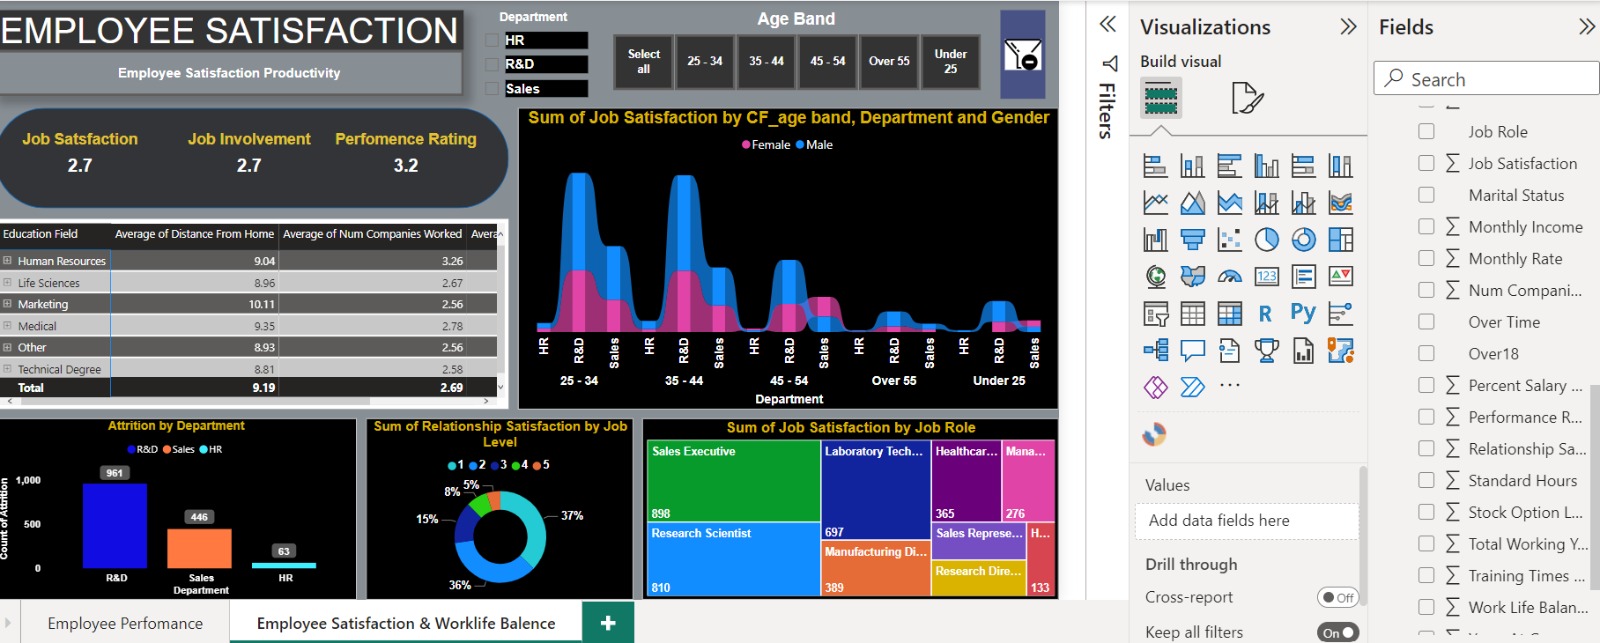 EMPLOYEE SATISFACTION
Employee Satisfaction Productivity
Department
HR
R&D
Sales
Age Band
Select all
25 - 34
35 - 44
45 - 54
Over 55
Under 25
Job Satsfaction
2.7
Job Involvement
2.7
Perfomence Rating
3.2
Education Field Average of Distance From Home Average of Num Companies Worked Avera
Human Resources 9.04 3.26
Life Sciences 8.96 2.67
Marketing 10.11 2.56
Medical 9.35 2.78
Other 8.93 2.56
Technical Degree 8.81 2.58
Total 9.19 2.69
Sum of Job Satisfaction by CF_age band, Department and Gender
Female Male
HR R&D Sales HR R&D Sales HR R&D Sales HR R&D Sales HR R&D Sales
25 - 34 35 - 44 45 - 54 Over 55 Under 25
Department
Attrition by Department
R&D Sales HR
Count of Attrition
1,000
500
0
961
446
63
R&D Sales HR
Department
Sum of Relationship Satisfaction by Job
Level
1 2 3 4 5
5%
8%
15%
37%
36%
Sum of Job Satisfaction by Job Role
Sales Executive
898
Research Scientist
810
Laboratory Tech...
697
Manufacturing Di...
389
Healthcar...
365
Mana...
276
Sales Represe...
Research Dire...
H...
133
Employee Perfomance
Employee Satisfaction & Worklife Balence
+
Filters
Visualizations
Build visual
123
R
Py
...
Values
Add data fields here
Drill through
Cross-report
Off
Keep all filters
On
Fields
Search
Job Role
Σ Job Satisfaction
Marital Status
Σ Monthly Income
Σ Monthly Rate
Σ Num Compani...
Over Time
Over18
Σ Percent Salary ...
Σ Performance R...
Σ Relationship Sa...
Σ Standard Hours
Σ Stock Option L...
Σ Total Working Y...
Σ Training Times ...
Σ Work Life Balan...